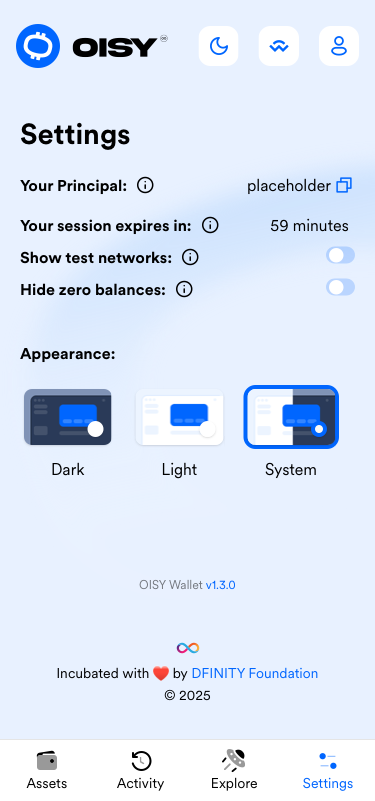 OISY
Settings
Your Principal: placeholder
Your session expires in: 59 minutes
Show test networks:
Hide zero balances:
Appearance:
Dark Light System
OISY Wallet v1.3.0
Incubated with ❤️ by DFINITY Foundation
© 2025
Assets Activity Explore Settings